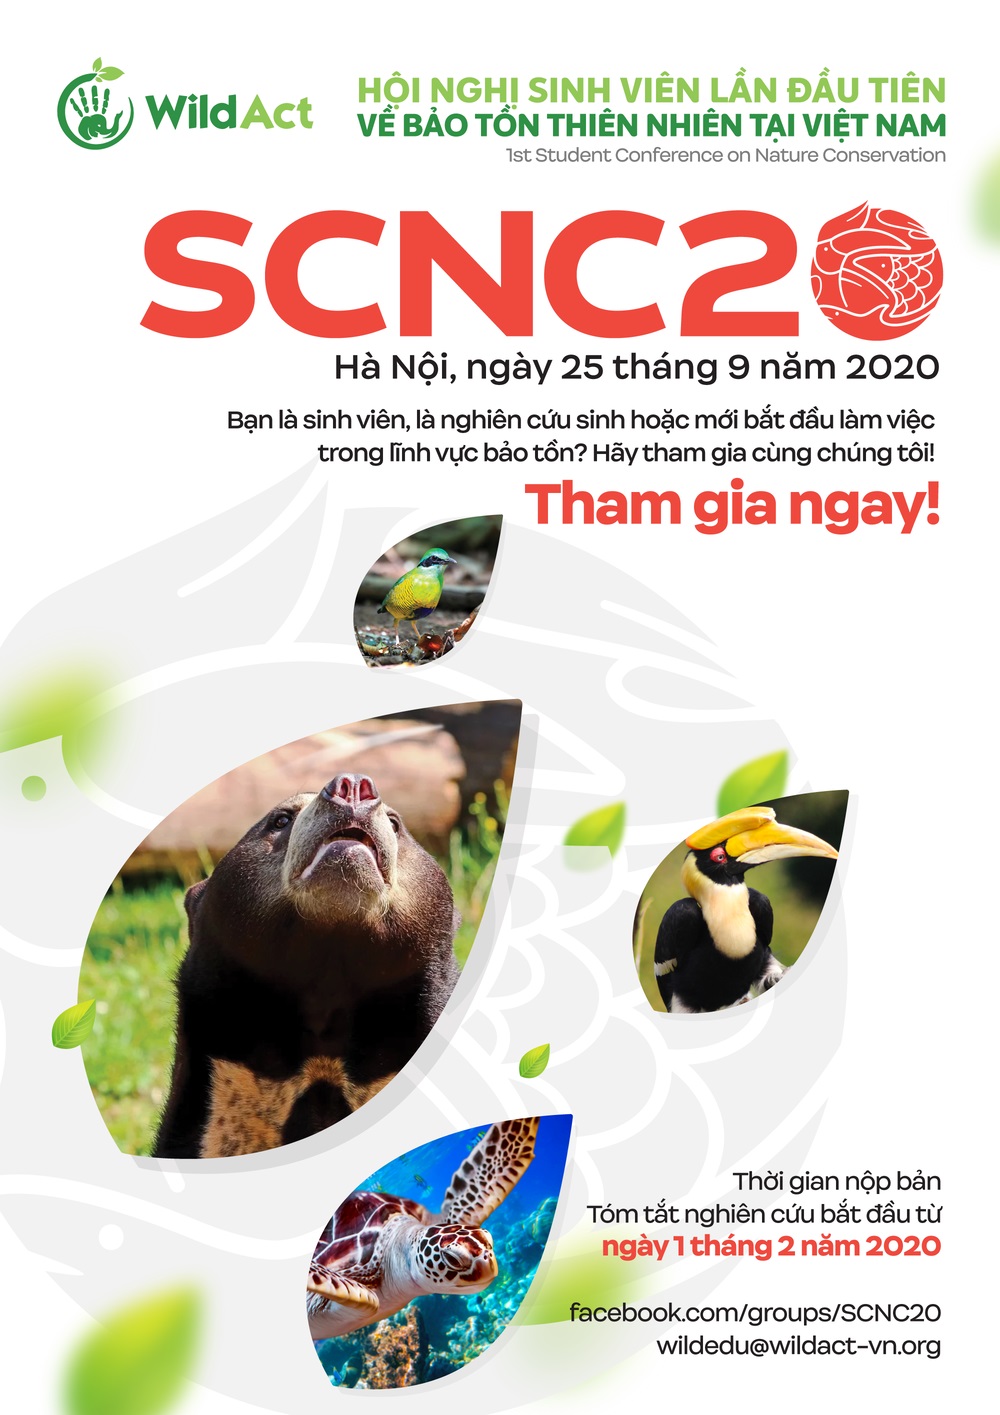 WildAct
HỘI NGHỊ SINH VIÊN LẦN ĐẦU TIÊN
VỀ BẢO TỒN THIÊN NHIÊN TẠI VIỆT NAM
1st Student Conference on Nature Conservation
SCNC20
Hà Nội, ngày 25 tháng 9 năm 2020
Bạn là sinh viên, là nghiên cứu sinh hoặc mới bắt đầu làm việc
trong lĩnh vực bảo tồn? Hãy tham gia cùng chúng tôi!
Tham gia ngay!
Thời gian nộp bản
Tóm tắt nghiên cứu bắt đầu từ
ngày 1 tháng 2 năm 2020
facebook.com/groups/SCNC20
wildedu@wildact-vn.org